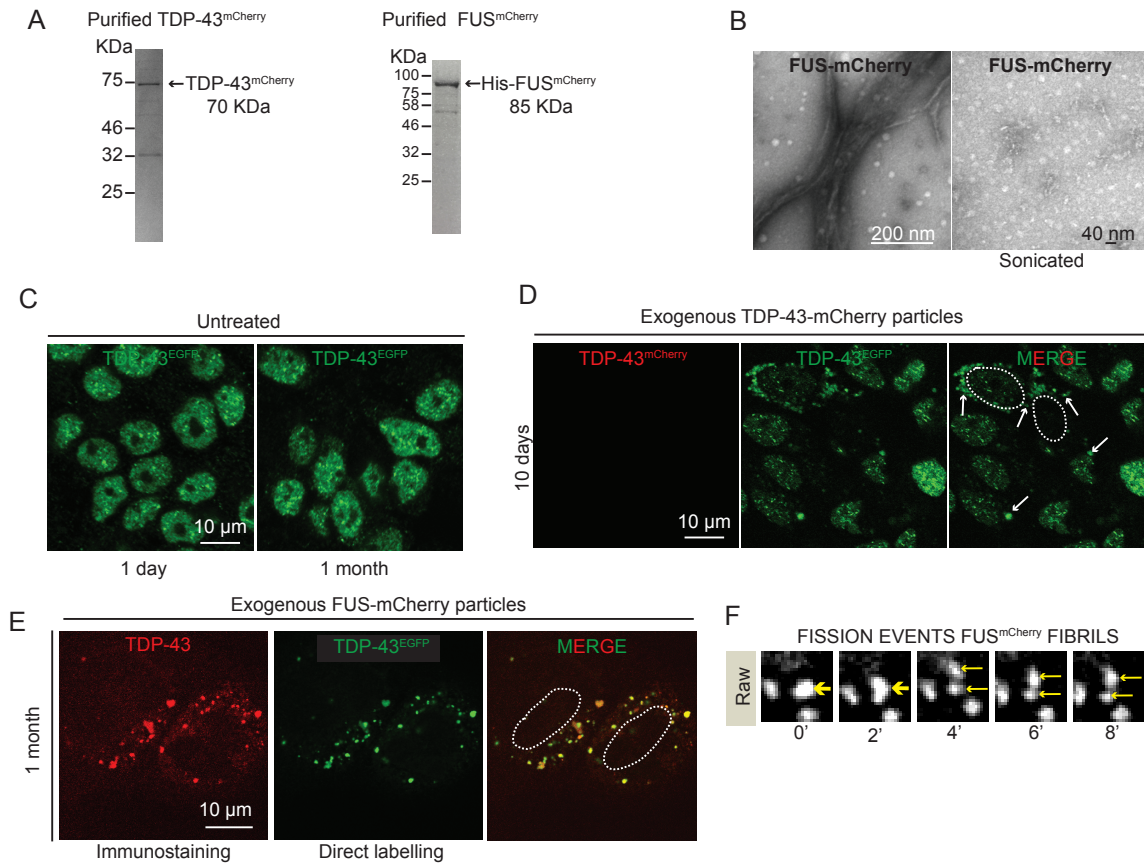 A
Purified TDP-43mCherry
KDa
75
46
32
25
←TDP-43mCherry
70 KDa
Purified FUSmCherry
KDa
100
75
58
46
32
25
←His-FUSmCherry
85 KDa
B
FUS-mCherry
200 nm
FUS-mCherry
40 nm
Sonicated
C
Untreated
TDP-43EGFP
TDP-43EGFP
10 µm
1 day
1 month
D
Exogenous TDP-43-mCherry particles
10 days
TDP-43mCherry
TDP-43EGFP
MERGE
10 µm
E
Exogenous FUS-mCherry particles
1 month
TDP-43
TDP-43EGFP
MERGE
10 µm
Immunostaining
Direct labelling
F
FISSION EVENTS FUSmCherry FIBRILS
Raw
0’
2’
4’
6’
8’